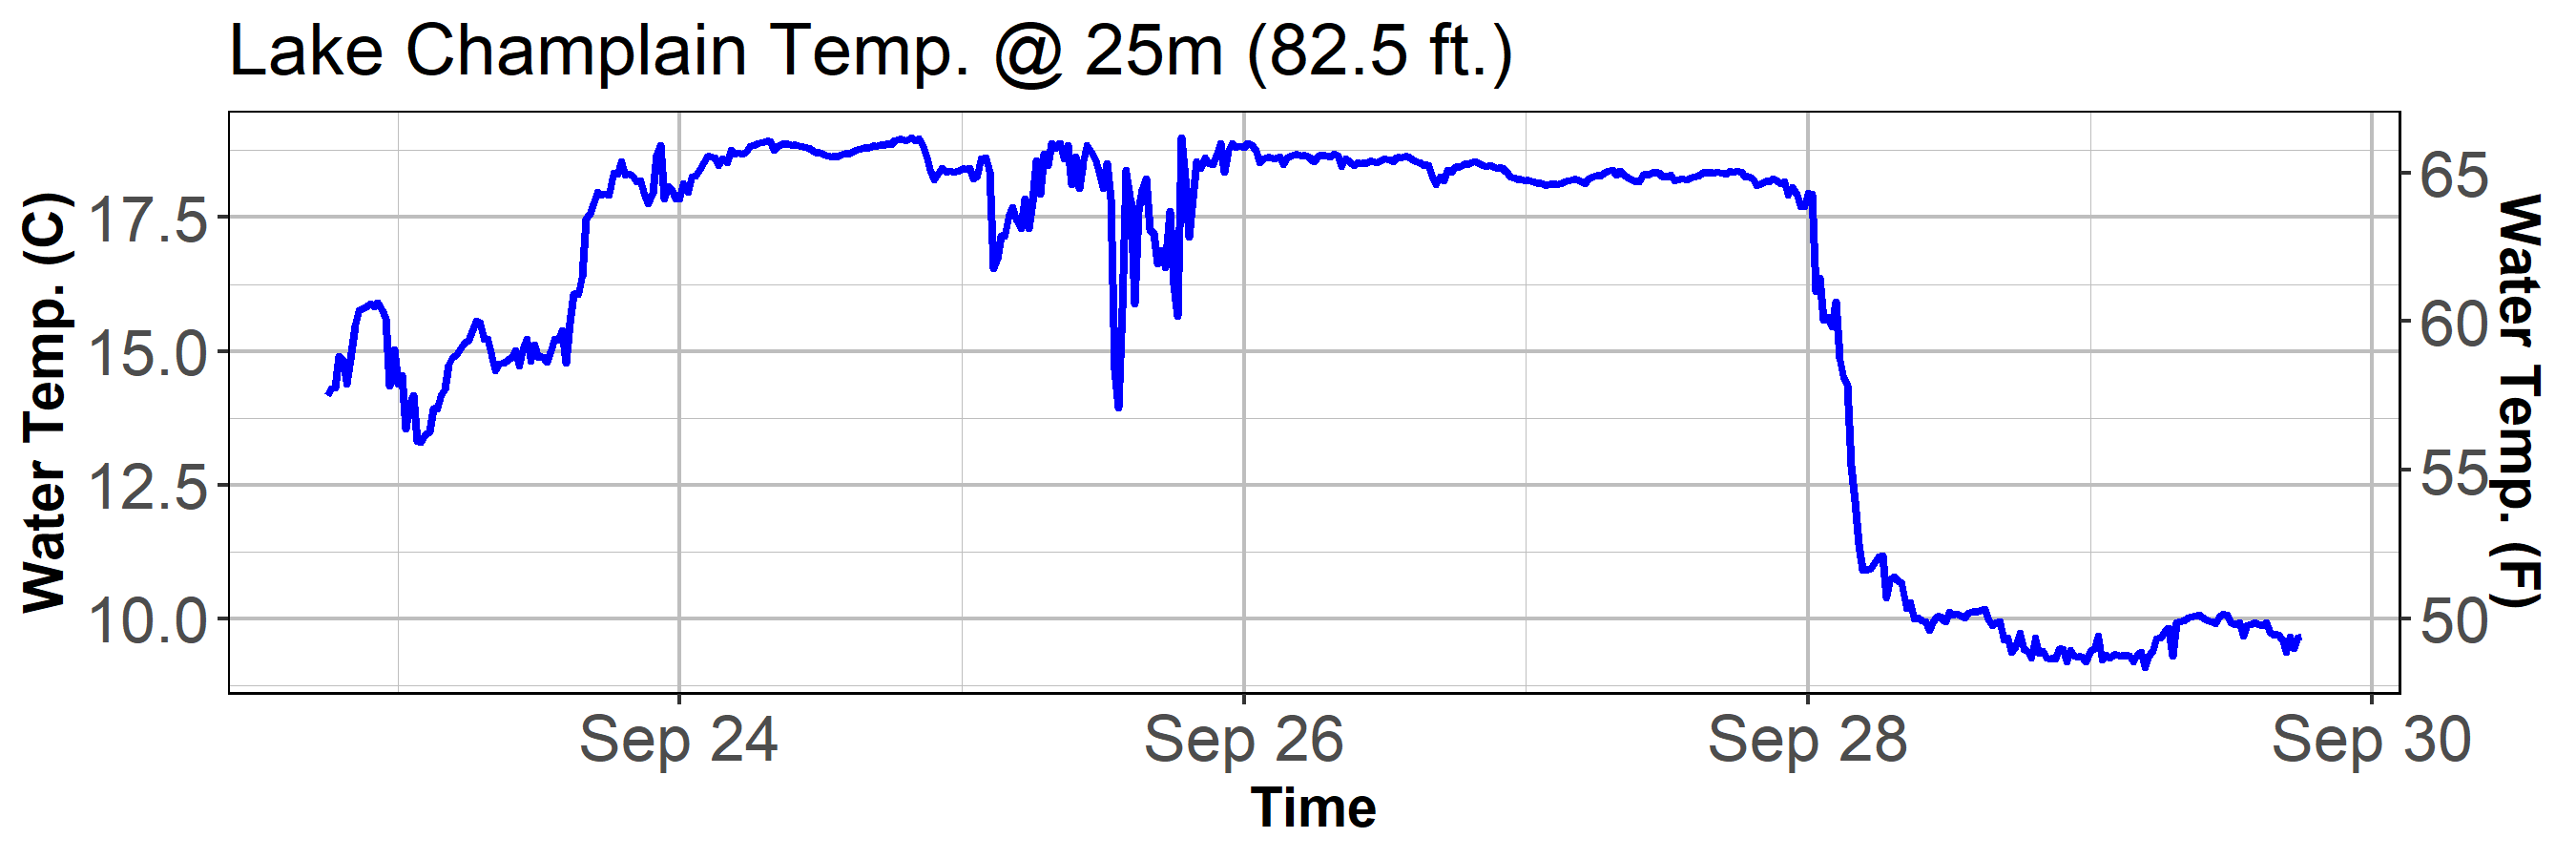 Lake Champlain Temp. @ 25m (82.5 ft.)
Water Temp. (C)
17.5
15.0
12.5
10.0
65
60
55
50
Water Temp. (F)
Sep 24 Sep 26 Sep 28 Sep 30
Time